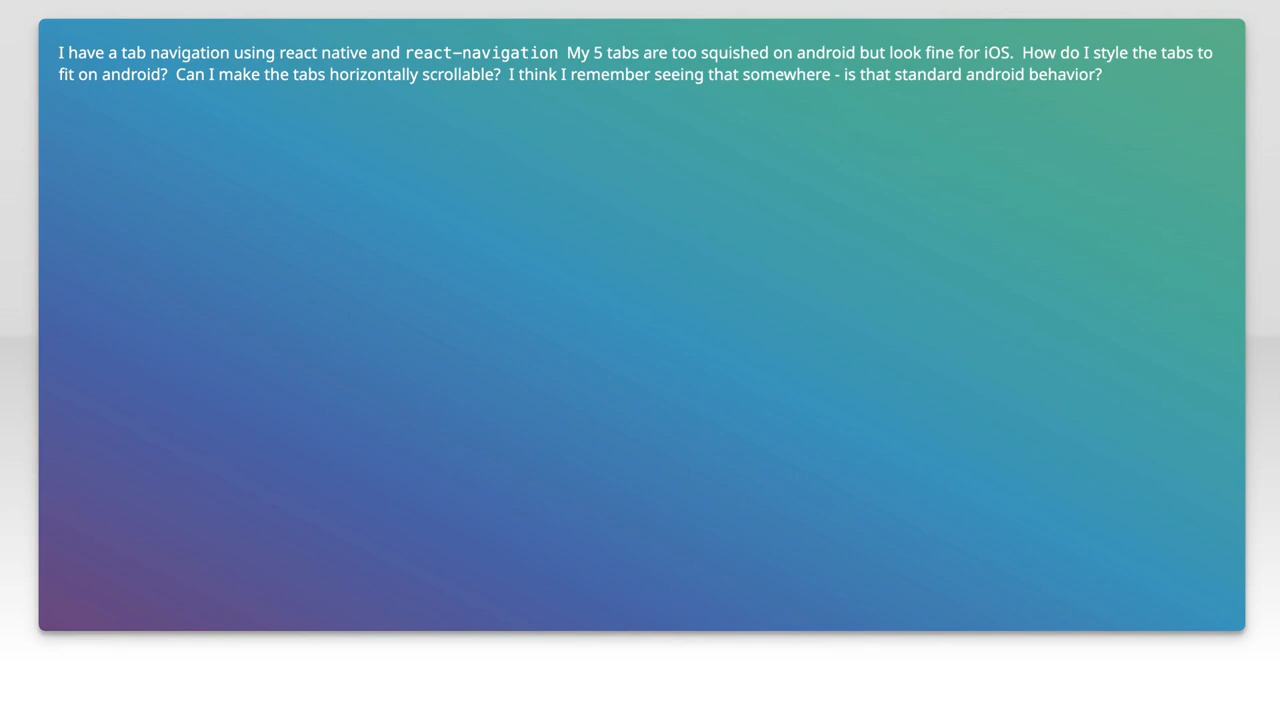 I have a tab navigation using react native and react-navigation  My 5 tabs are too squished on android but look fine for iOS.  How do I style the tabs to
fit on android?  Can I make the tabs horizontally scrollable?  I think I remember seeing that somewhere - is that standard android behavior?